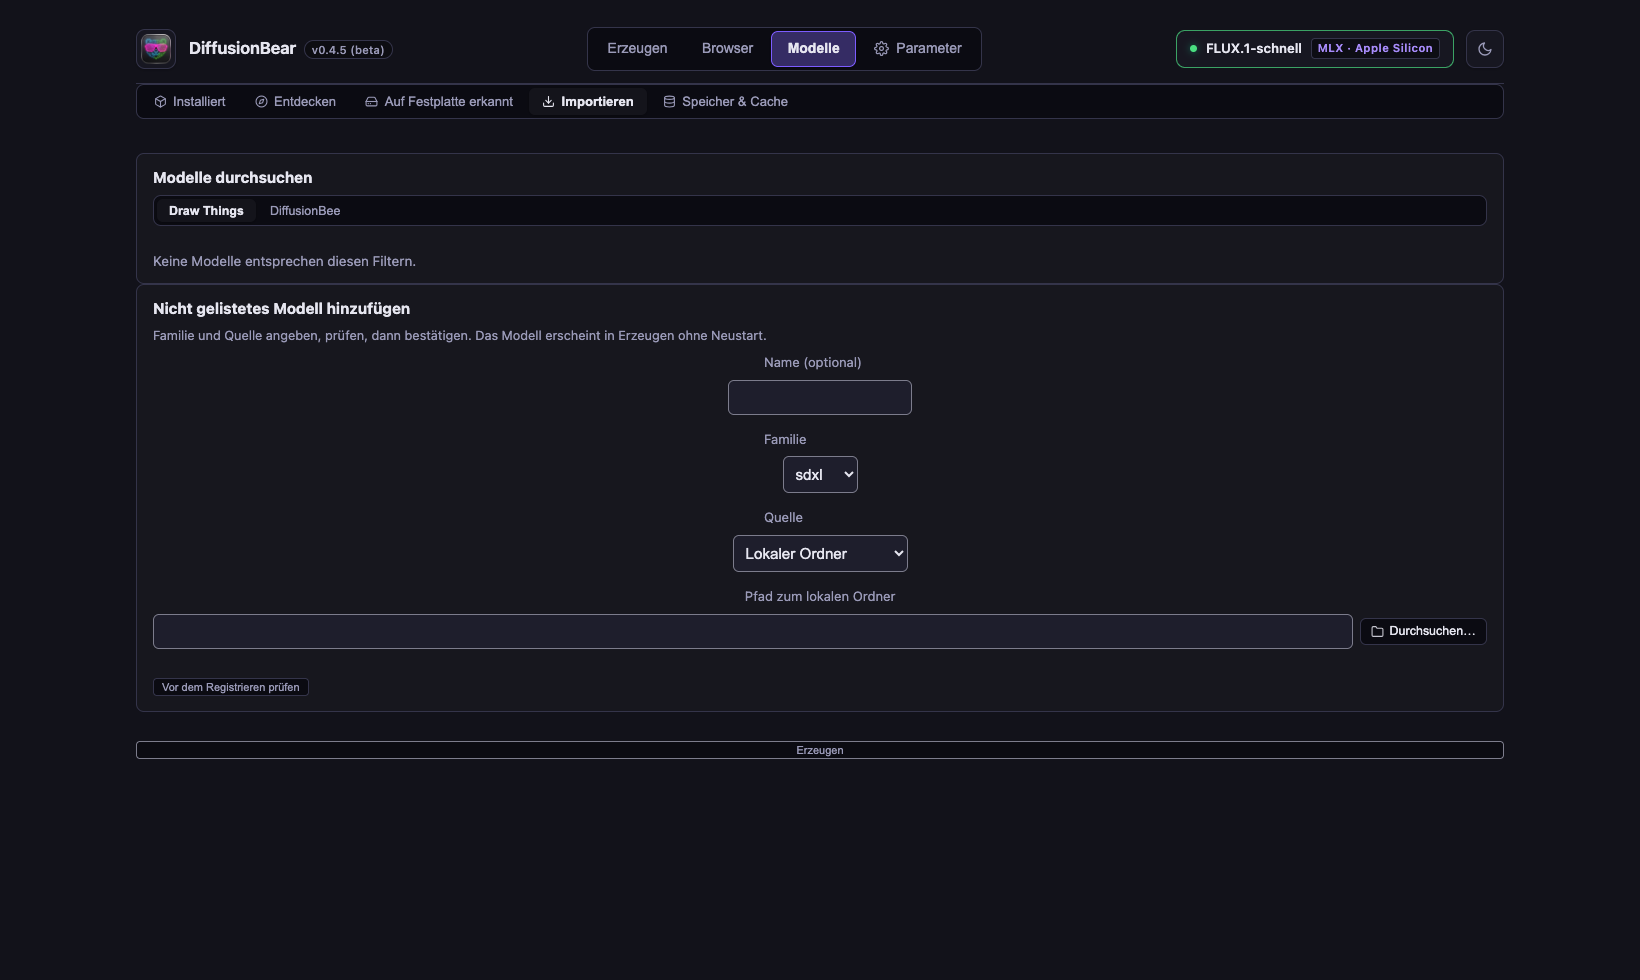 DiffusionBear v0.4.5 (beta)
Erzeugen Browser Modelle Parameter
FLUX.1-schnell MLX · Apple Silicon
Installiert Entdecken Auf Festplatte erkannt Importieren Speicher & Cache
Modelle durchsuchen
Draw Things DiffusionBee
Keine Modelle entsprechen diesen Filtern.
Nicht gelistetes Modell hinzufügen
Familie und Quelle angeben, prüfen, dann bestätigen. Das Modell erscheint in Erzeugen ohne Neustart.
Name (optional)
Familie
sdxl
Quelle
Lokaler Ordner
Pfad zum lokalen Ordner
Durchsuchen...
Vor dem Registrieren prüfen
Erzeugen